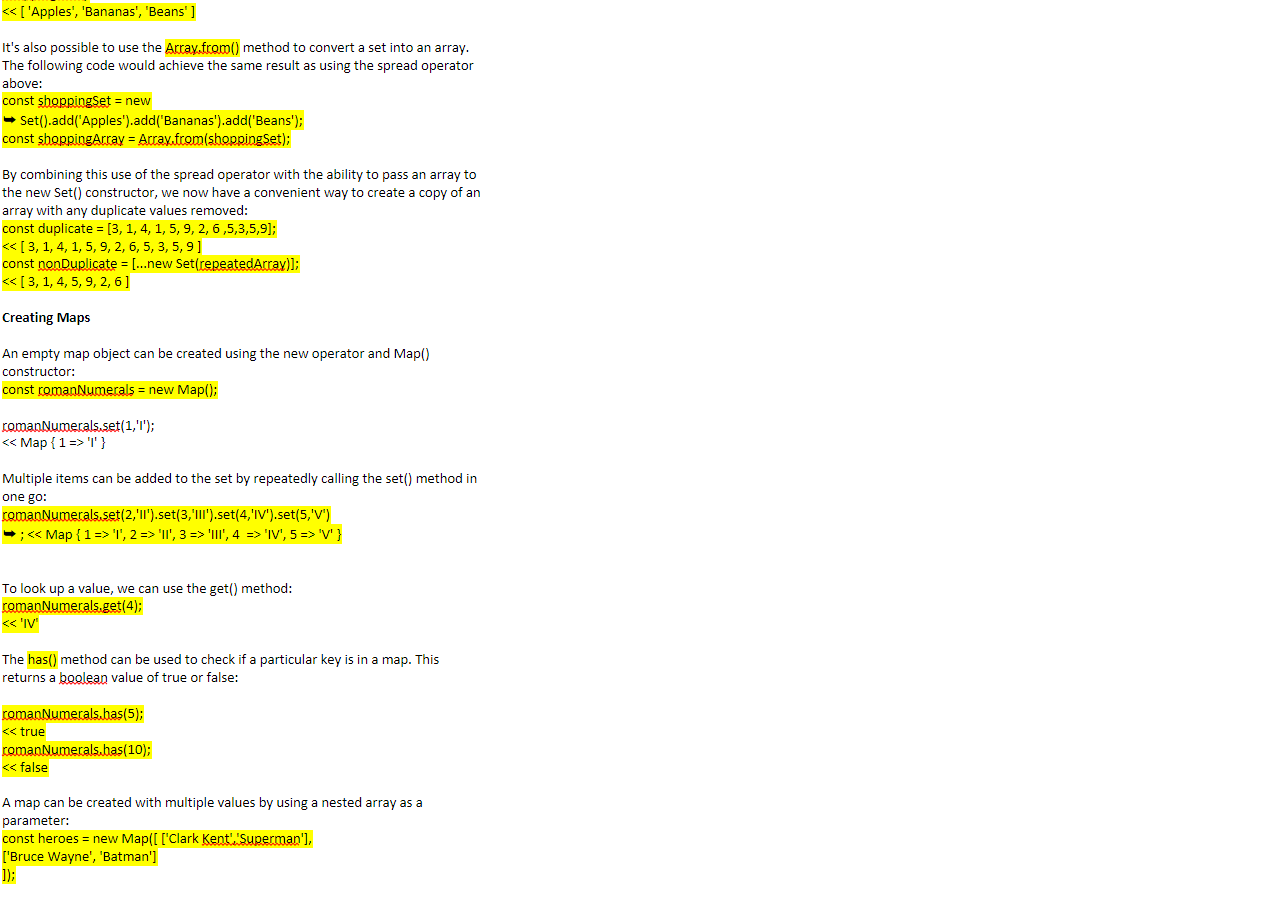 << [ 'Apples', 'Bananas', 'Beans' ]
It's also possible to use the Array.from() method to convert a set into an array.
The following code would achieve the same result as using the spread operator
above:
const shoppingSet = new
➥ Set().add('Apples').add('Bananas').add('Beans');
const shoppingArray = Array.from(shoppingSet);
By combining this use of the spread operator with the ability to pass an array to
the new Set() constructor, we now have a convenient way to create a copy of an
array with any duplicate values removed:
const duplicate = [3, 1, 4, 1, 5, 9, 2, 6 ,5,3,5,9];
<< [ 3, 1, 4, 1, 5, 9, 2, 6, 5, 3, 5, 9 ]
const nonDuplicate = [...new Set(repeatedArray)];
<< [ 3, 1, 4, 5, 9, 2, 6 ]
Creating Maps
An empty map object can be created using the new operator and Map()
constructor:
const romanNumerals = new Map();
romanNumerals.set(1,'I');
<< Map { 1 => 'I' }
Multiple items can be added to the set by repeatedly calling the set() method in
one go:
romanNumerals.set(2,'II').set(3,'III').set(4,'IV').set(5,'V')
➥ ; << Map { 1 => 'I', 2 => 'II', 3 => 'III', 4  => 'IV', 5 => 'V' }
To look up a value, we can use the get() method:
romanNumerals.get(4);
<< 'IV'
The has() method can be used to check if a particular key is in a map. This
returns a boolean value of true or false:
romanNumerals.has(5);
<< true
romanNumerals.has(10);
<< false
A map can be created with multiple values by using a nested array as a
parameter:
const heroes = new Map([ ['Clark Kent','Superman'],
['Bruce Wayne', 'Batman']
]);